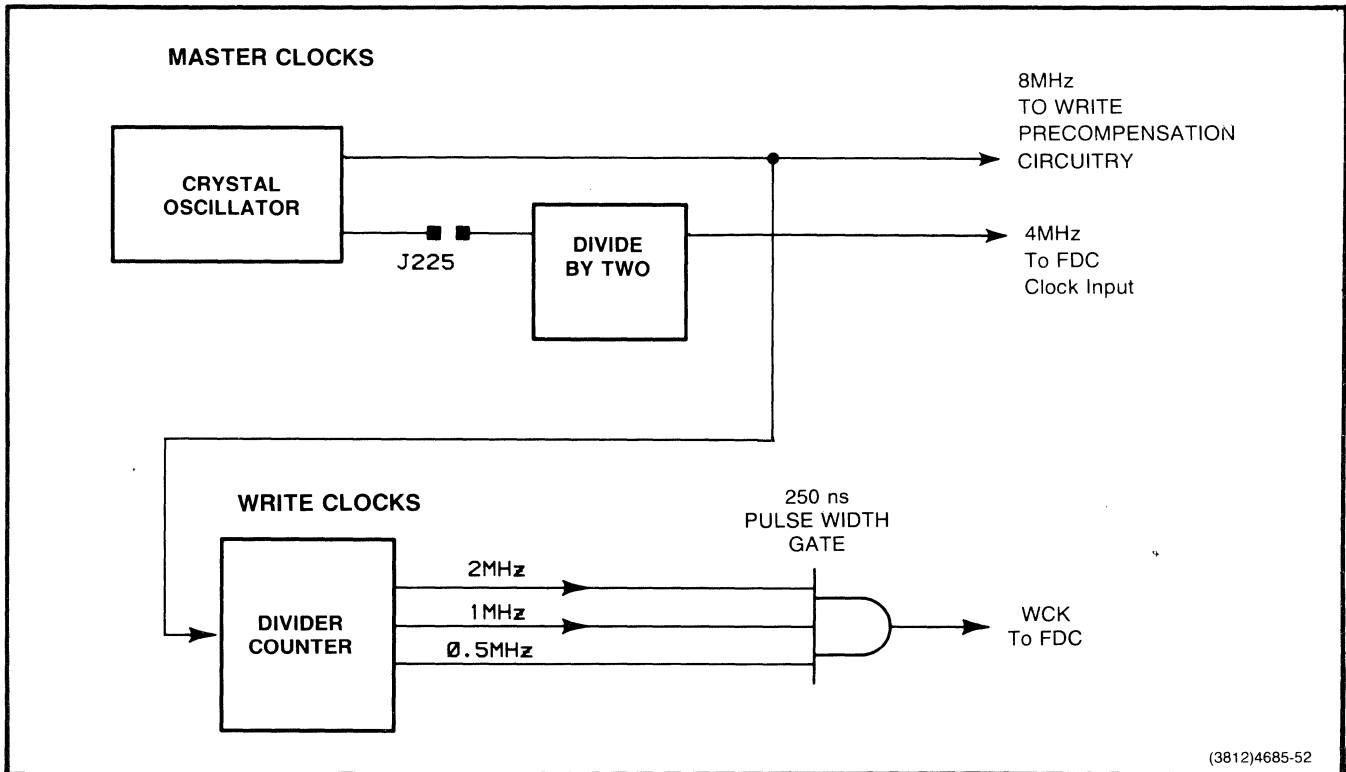 MASTER CLOCKS
8MHz
TO WRITE
PRECOMPENSATION
CIRCUITRY
CRYSTAL
OSCILLATOR
J225
DIVIDE
BY TWO
4MHz
To FDC
Clock Input
WRITE CLOCKS
250 ns
PULSE WIDTH
GATE
DIVIDER
COUNTER
2MHz
1MHz
0.5MHz
WCK
To FDC
(3812)4685-52